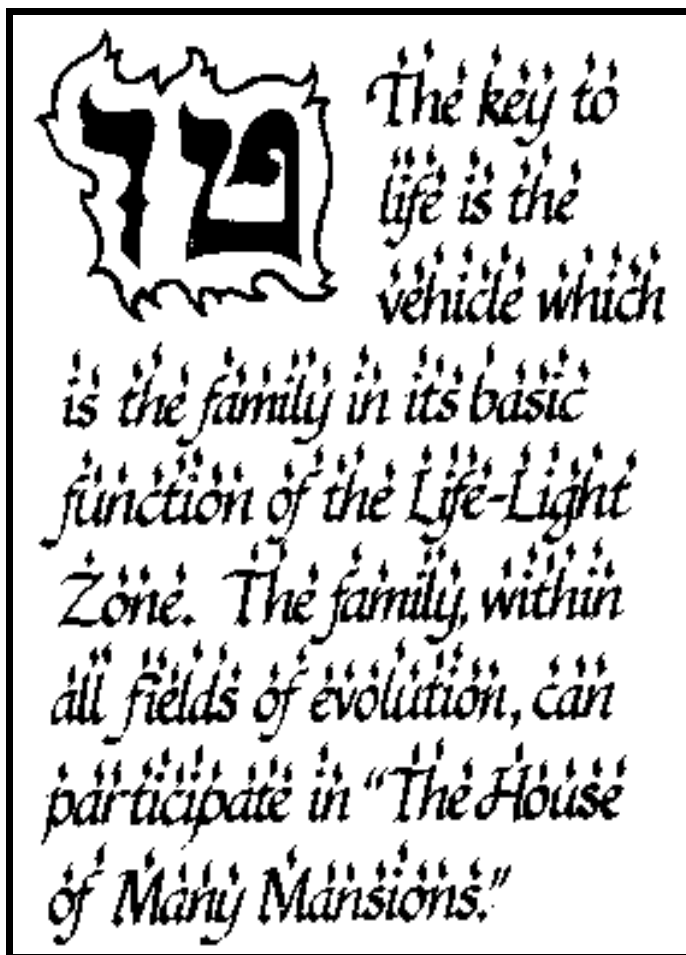 טו
The key to
life is the
vehicle which
is the family in its basic
function of the Life-Light
Zone. The family, within
all fields of evolution, can
participate in “The House
of Many Mansions.”